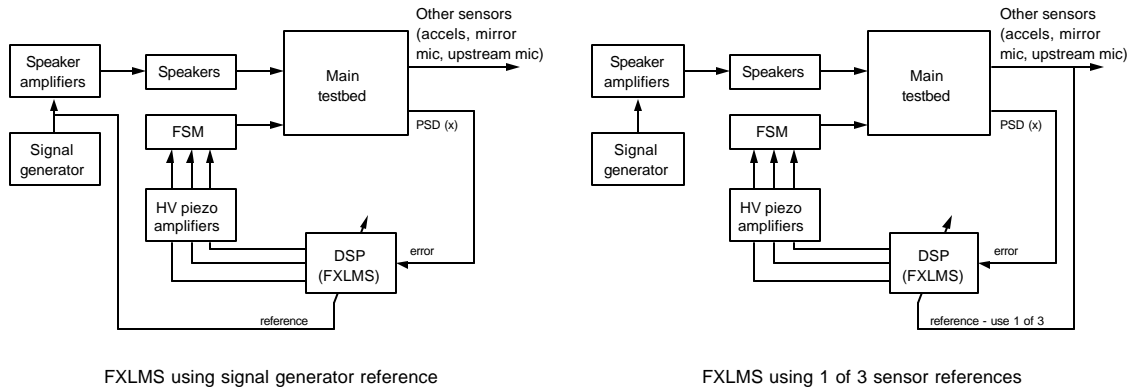 Other sensors
(accels, mirror
mic, upstream mic)
Speaker
amplifiers
Speakers
Main
testbed
PSD (x)
FSM
Signal
generator
HV piezo
amplifiers
DSP
(FXLMS)
error
reference
FXLMS using signal generator reference
Other sensors
(accels, mirror
mic, upstream mic)
Speaker
amplifiers
Speakers
Main
testbed
PSD (x)
FSM
Signal
generator
HV piezo
amplifiers
DSP
(FXLMS)
error
reference - use 1 of 3
FXLMS using 1 of 3 sensor references